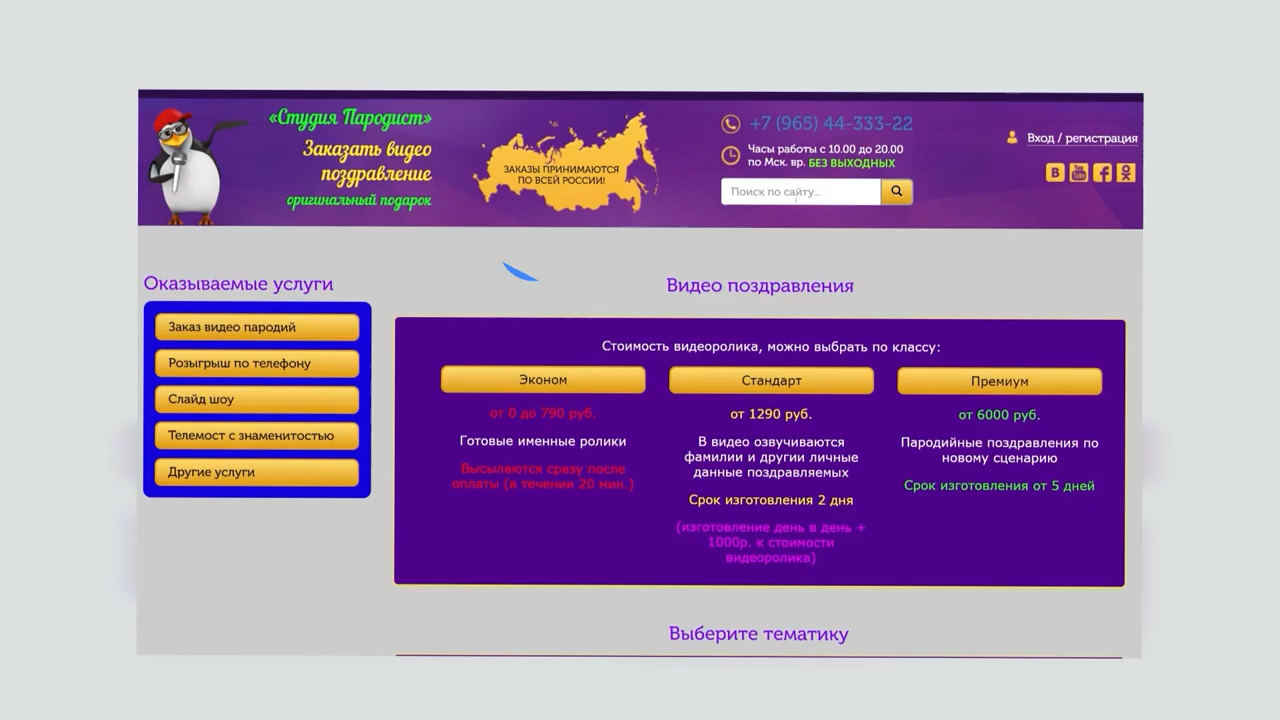 «Студия Пародист»
Заказать видео
поздравление
оригинальный подарок
ЗАКАЗЫ ПРИНИМАЮТСЯ
ПО ВСЕЙ РОССИИ!
+7 (965) 44-333-22
Часы работы с 10.00 до 20.00
по Мск. вр. БЕЗ ВЫХОДНЫХ
Поиск по сайту...
Вход / регистрация
B
You Tube
f
Оказываемые услуги
Заказ видео пародий
Розыгрыш по телефону
Слайд шоу
Телемост с знаменитостью
Другие услуги
Видео поздравления
Стоимость видеоролика, можно выбрать по классу:
Эконом
от 0 до 790 руб.
Готовые именные ролики
Высылаются сразу после
оплаты (в течении 20 мин.)
Стандарт
от 1290 руб.
В видео озвучиваются
фамилии и другии личные
данные поздравляемых
Срок изготовления 2 дня
(изготовление день в день +
1000р. к стоимости
видеоролика)
Премиум
от 6000 руб.
Пародийные поздравления по
новому сценарию
Срок изготовления от 5 дней
Выберите тематику